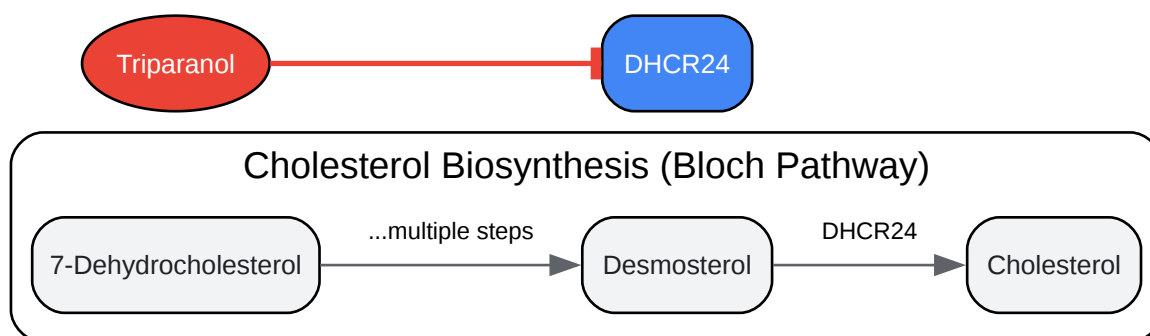 Triparanol
DHCR24
Cholesterol Biosynthesis (Bloch Pathway)
...multiple steps
DHCR24
7-Dehydrocholesterol
Desmosterol
Cholesterol